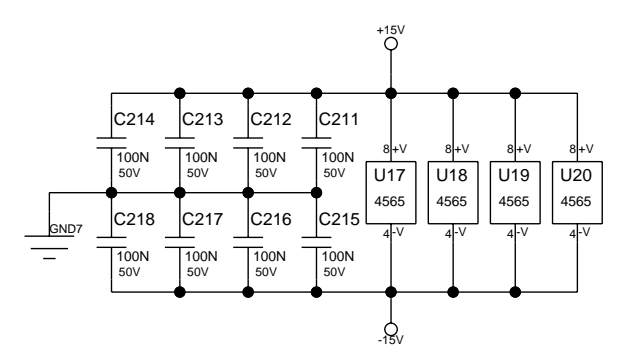 +15V
C214 C213 C212 C211
8 +V 8 +V 8 +V 8 +V
100N 100N 100N 100N
50V 50V 50V 50V
U17 U18 U19 U20
4565 4565 4565 4565
GND7
C218 C217 C216 C215
4 -V 4 -V 4 -V 4 -V
100N 100N 100N 100N
50V 50V 50V 50V
-15V